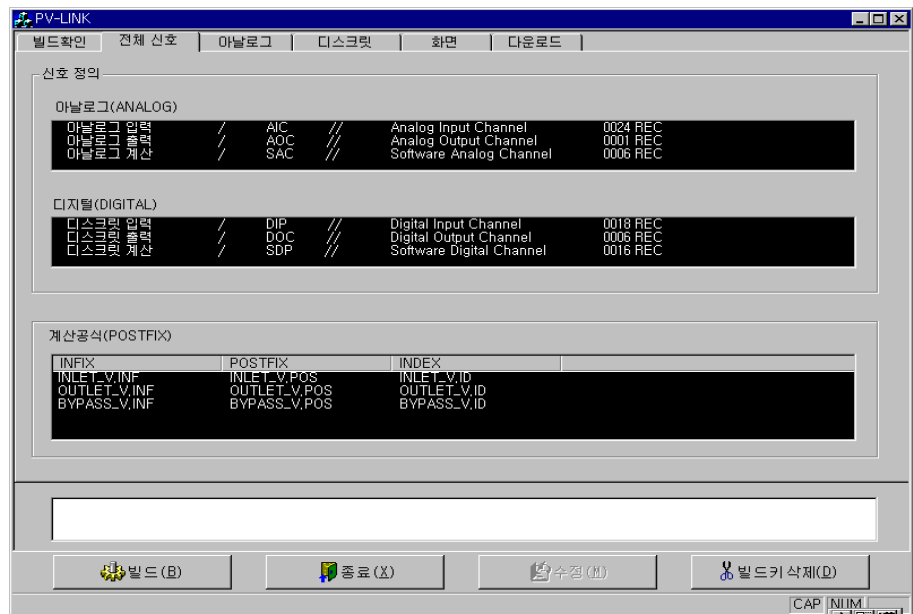 PV-LINK
빌드확인 전체 신호 아날로그 디스크릿 화면 다운로드
신호 정의
아날로그(ANALOG)
아날로그 입력 / AIC // Analog Input Channel 0024 REC
아날로그 출력 / AOC // Analog Output Channel 0001 REC
아날로그 계산 / SAC // Software Analog Channel 0006 REC
디지털(DIGITAL)
디스크릿 입력 / DIP // Digital Input Channel 0018 REC
디스크릿 출력 / DOC // Digital Output Channel 0006 REC
디스크릿 계산 / SDP // Software Digital Channel 0016 REC
계산공식(POSTFIX)
INFIX POSTFIX INDEX
INLET_V.INF INLET_V.POS INLET_V.ID
OUTLET_V.INF OUTLET_V.POS OUTLET_V.ID
BYPASS_V.INF BYPASS_V.POS BYPASS_V.ID
빌드(B) 종료(X) 수정(M) 빌드키삭제(D)
CAP NUM